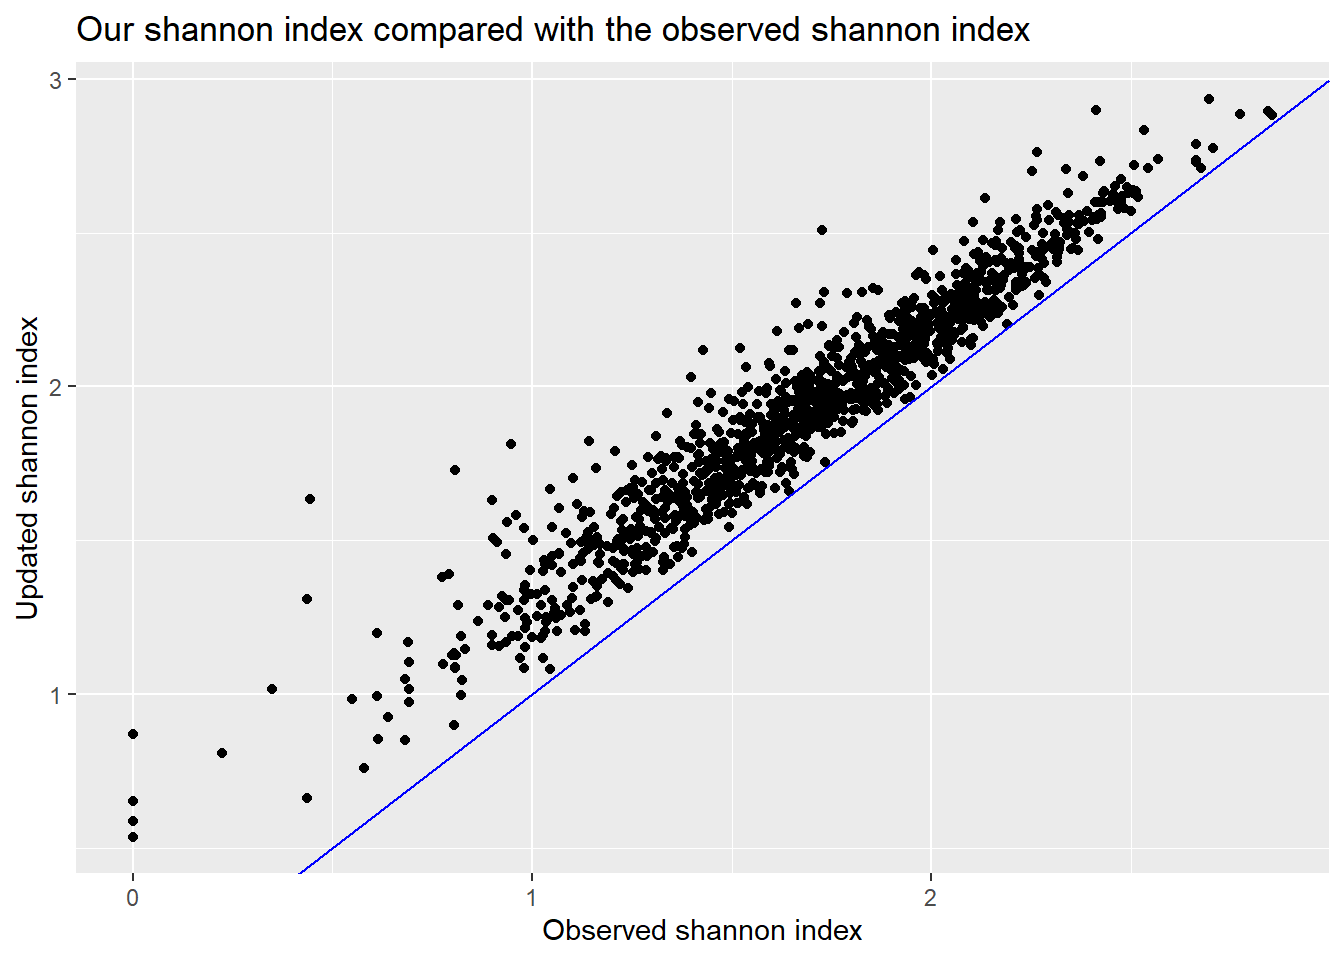 Our shannon index compared with the observed shannon index
3
2
1
Updated shannon index
0
1
2
Observed shannon index